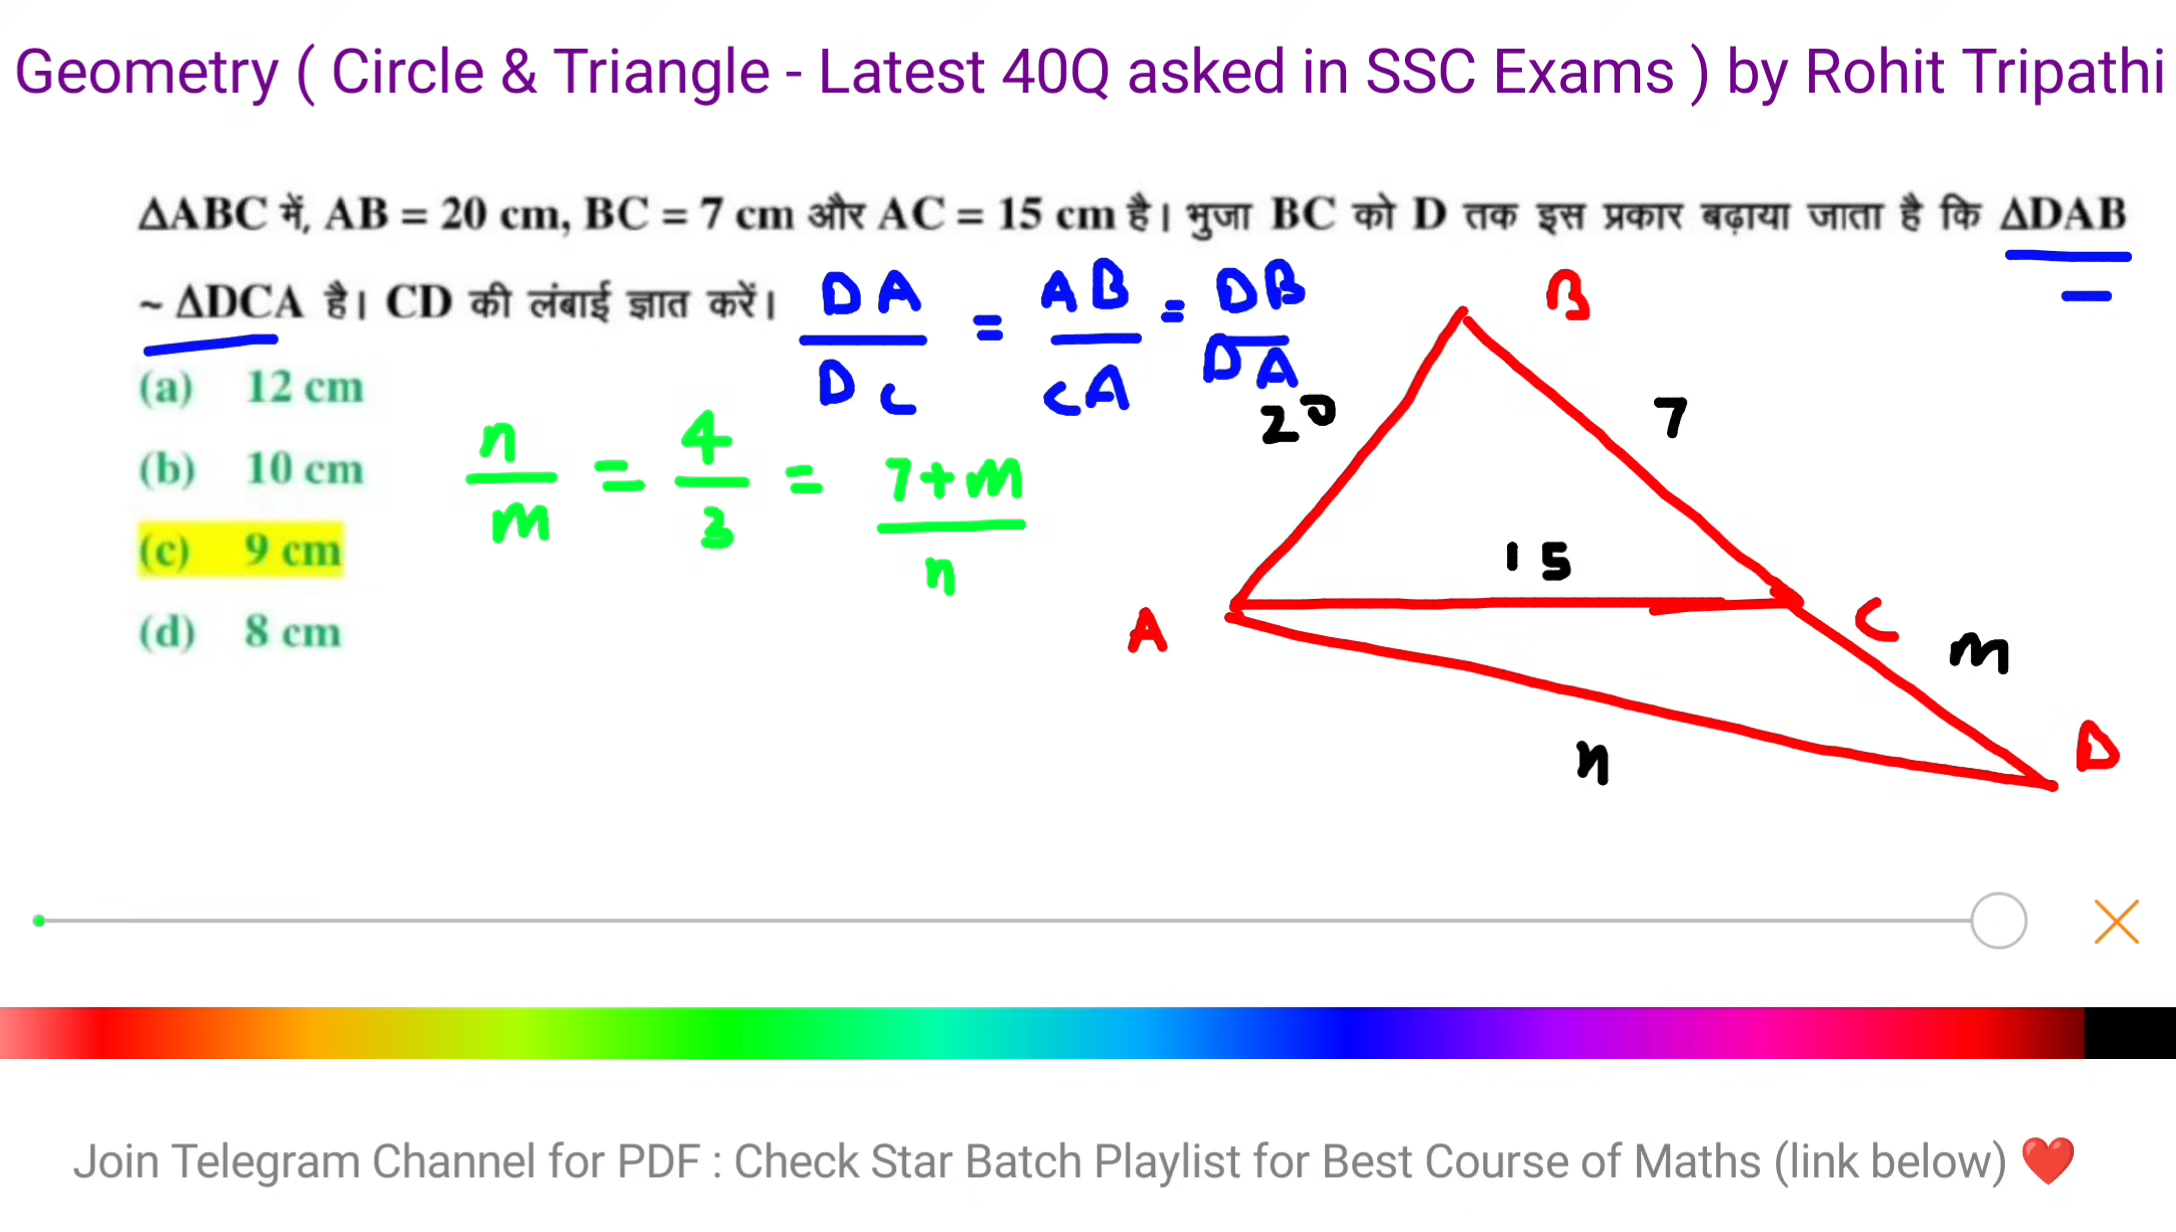 Geometry ( Circle & Triangle - Latest 40Q asked in SSC Exams ) by Rohit Tripathi
ΔABC में, AB = 20 cm, BC = 7 cm और AC = 15 cm है। भुजा BC को D तक इस प्रकार बढ़ाया जाता है कि ΔDAB
~ ΔDCA है। CD की लंबाई ज्ञात करें।
DA/DC = AB/CA = DB/DA
(a) 12 cm
(b) 10 cm
(c) 9 cm
(d) 8 cm
n/m = 4/3 = 7+m/n
B
20
7
15
A
C
m
n
D
Join Telegram Channel for PDF : Check Star Batch Playlist for Best Course of Maths (link below) ❤️